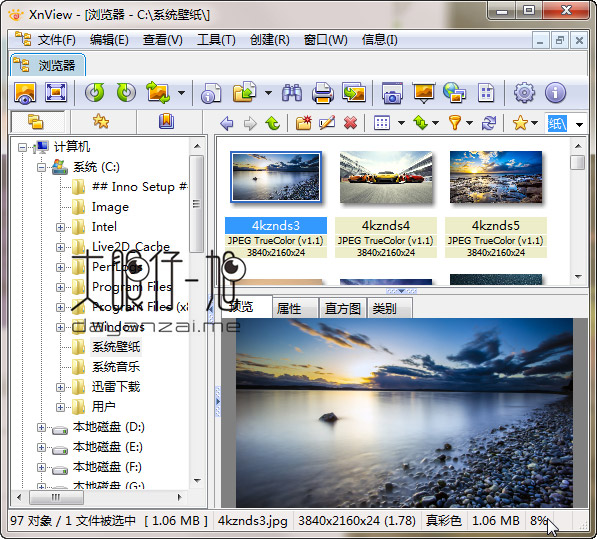 XnView - [浏览器 - C:\系统壁纸\]
文件(F) 编辑(E) 查看(V) 工具(T) 创建(R) 窗口(W) 信息(I)
浏览器
纸\
计算机
系统 (C:)
## Inno Setup #
Image
Intel
Live2D_Cache
PerfLogs
Program Files
Program Files (x8
Windows
系统壁纸
系统音乐
迅雷下载
用户
本地磁盘 (D:)
本地磁盘 (E:)
本地磁盘 (F:)
本地磁盘 (G:)
4kznds3 4kznds4 4kznds5
JPEG TrueColor (v1.1) JPEG TrueColor (v1.1) JPEG TrueColor (v1.1)
3840x2160x24 3840x2160x24 3840x2160x24
大眼仔~旭
dayanzai.me
预览 属性 直方图 类别
97 对象 / 1 文件被选中 [ 1.06 MB ] 4kznds3.jpg 3840x2160x24 (1.78) 真彩色 1.06 MB 8%